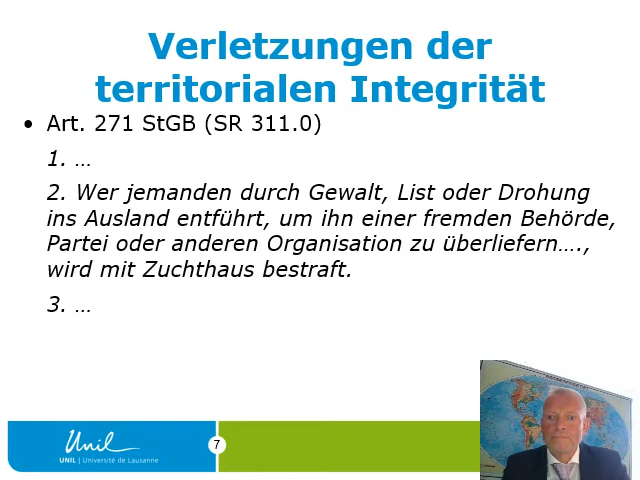 Verletzungen der
territorialen Integrität
• Art. 271 StGB (SR 311.0)
1. …
2. Wer jemanden durch Gewalt, List oder Drohung
ins Ausland entführt, um ihn einer fremden Behörde,
Partei oder anderen Organisation zu überliefern….,
wird mit Zuchthaus bestraft.
3. …
Unil
UNIL | Université de Lausanne
7